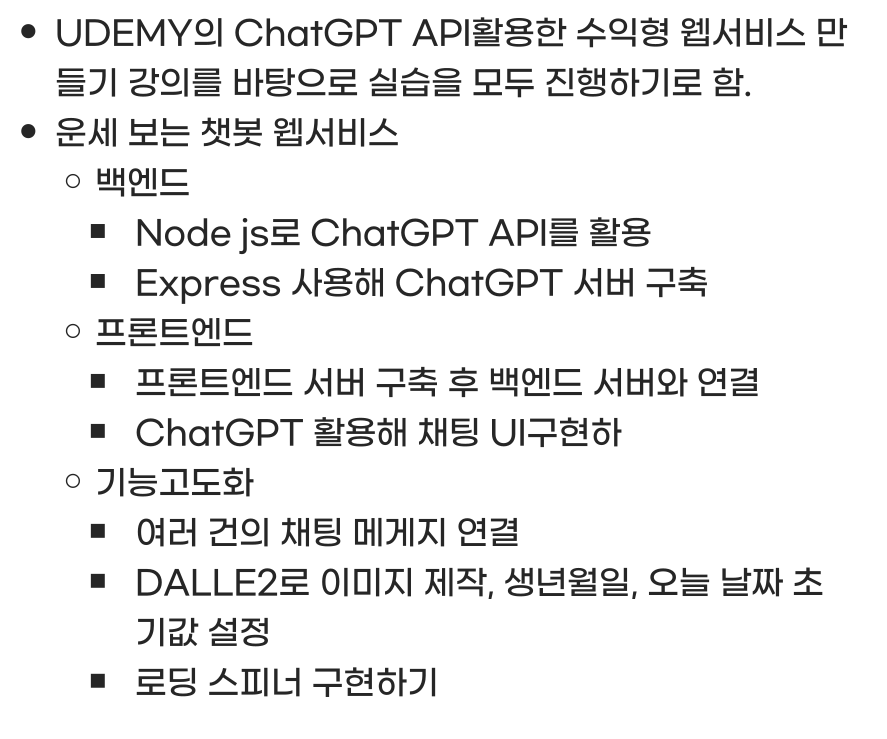 • UDEMY의 ChatGPT API활용한 수익형 웹서비스 만
들기 강의를 바탕으로 실습을 모두 진행하기로 함.
• 운세 보는 챗봇 웹서비스
○ 백엔드
■ Node js로 ChatGPT API를 활용
■ Express 사용해 ChatGPT 서버 구축
○ 프론트엔드
■ 프론트엔드 서버 구축 후 백엔드 서버와 연결
■ ChatGPT 활용해 채팅 UI구현하
○ 기능고도화
■ 여러 건의 채팅 메게지 연결
■ DALLE2로 이미지 제작, 생년월일, 오늘 날짜 초
기값 설정
■ 로딩 스피너 구현하기